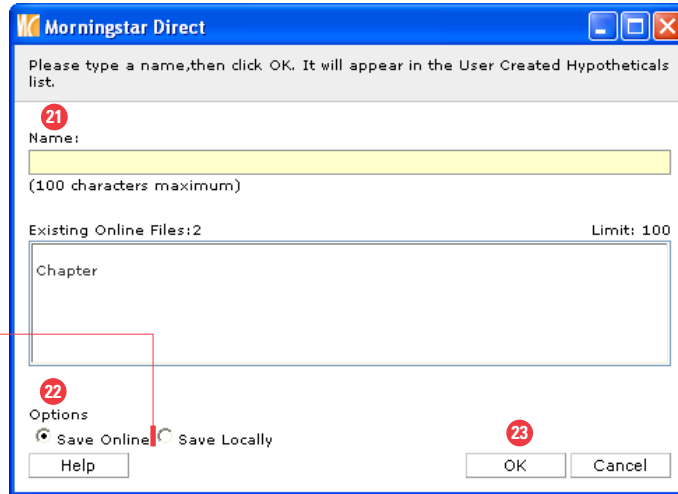 Morningstar Direct
Please type a name,then click OK. It will appear in the User Created Hypotheticals
list.
21
Name:
(100 characters maximum)
Existing Online Files:2 Limit: 100
Chapter
22
Options
Save Online Save Locally
23
Help OK Cancel